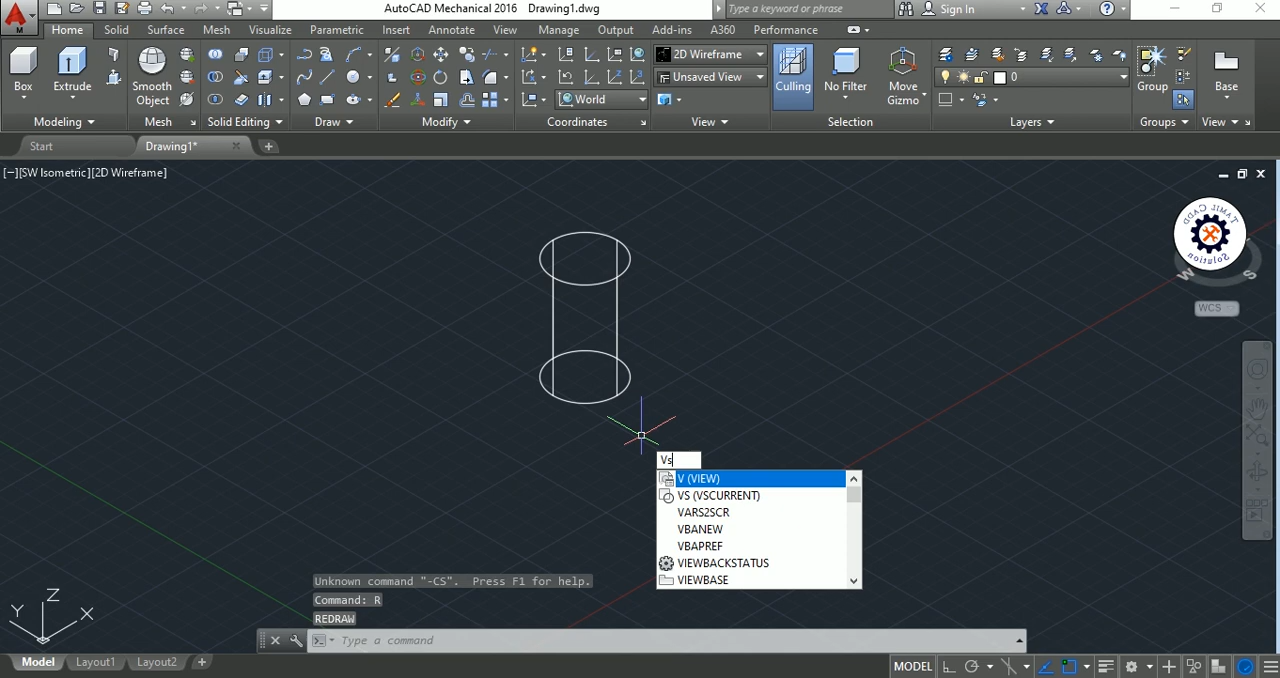 AutoCAD Mechanical 2016 Drawing1.dwg
Type a keyword or phrase
Sign In
M
Home Solid Surface Mesh Visualize Parametric Insert Annotate View Manage Output Add-ins A360 Performance
Box
Extrude
Smooth Object
2D Wireframe
Unsaved View
World
Culling
No Filter
Move Gizmo
0
Group
Base
Modeling Mesh Solid Editing Draw Modify Coordinates View Selection Layers Groups View
Start Drawing1*
[−][SW Isometric][2D Wireframe]
TAMIL CADD
Solution
W S
WCS
Vs
V (VIEW)
VS (VSCURRENT)
VARS2SCR
VBANEW
VBAPREF
VIEWBACKSTATUS
VIEWBASE
Unknown command "-CS". Press F1 for help.
Command: R
REDRAW
Z
Y X
Type a command
Model Layout1 Layout2
MODEL